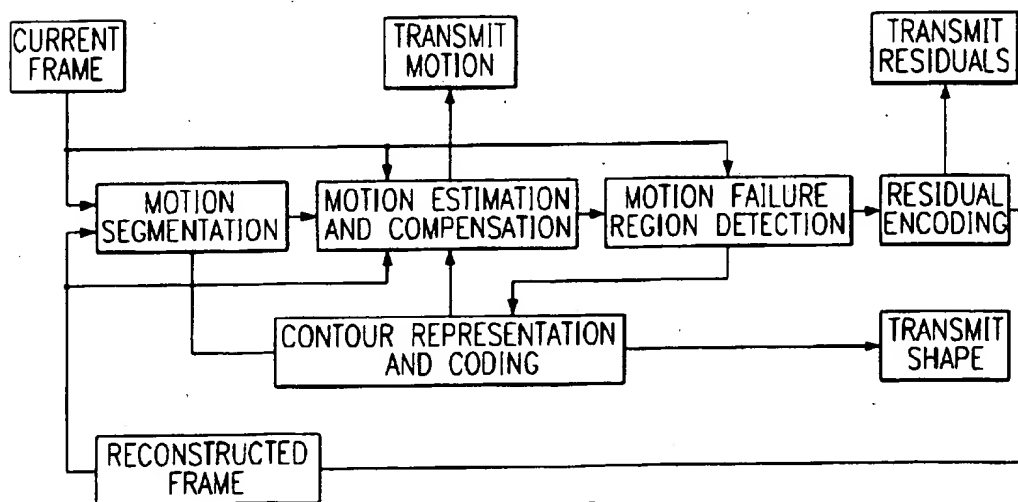 CURRENT
FRAME
TRANSMIT
MOTION
TRANSMIT
RESIDUALS
MOTION
SEGMENTATION
MOTION ESTIMATION
AND COMPENSATION
MOTION FAILURE
REGION DETECTION
RESIDUAL
ENCODING
CONTOUR REPRESENTATION
AND CODING
TRANSMIT
SHAPE
RECONSTRUCTED
FRAME